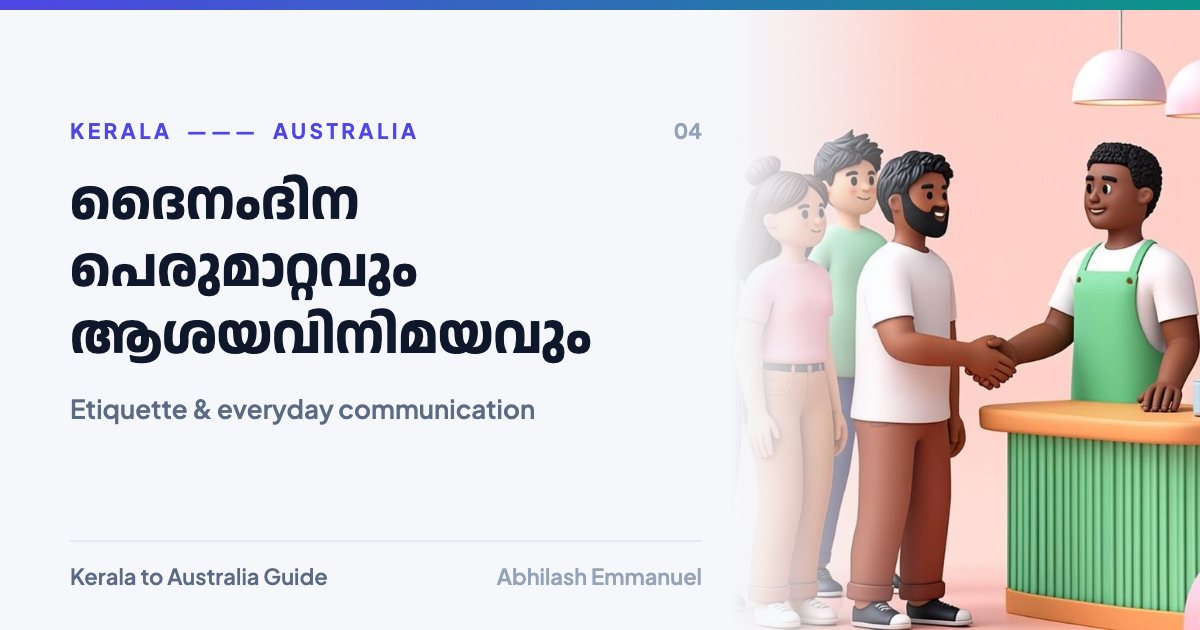 KERALA ——— AUSTRALIA 04
ദൈനംദിന
പെരുമാറ്റവും
ആശയവിനിമയവും
Etiquette & everyday communication
Kerala to Australia Guide Abhilash Emmanuel